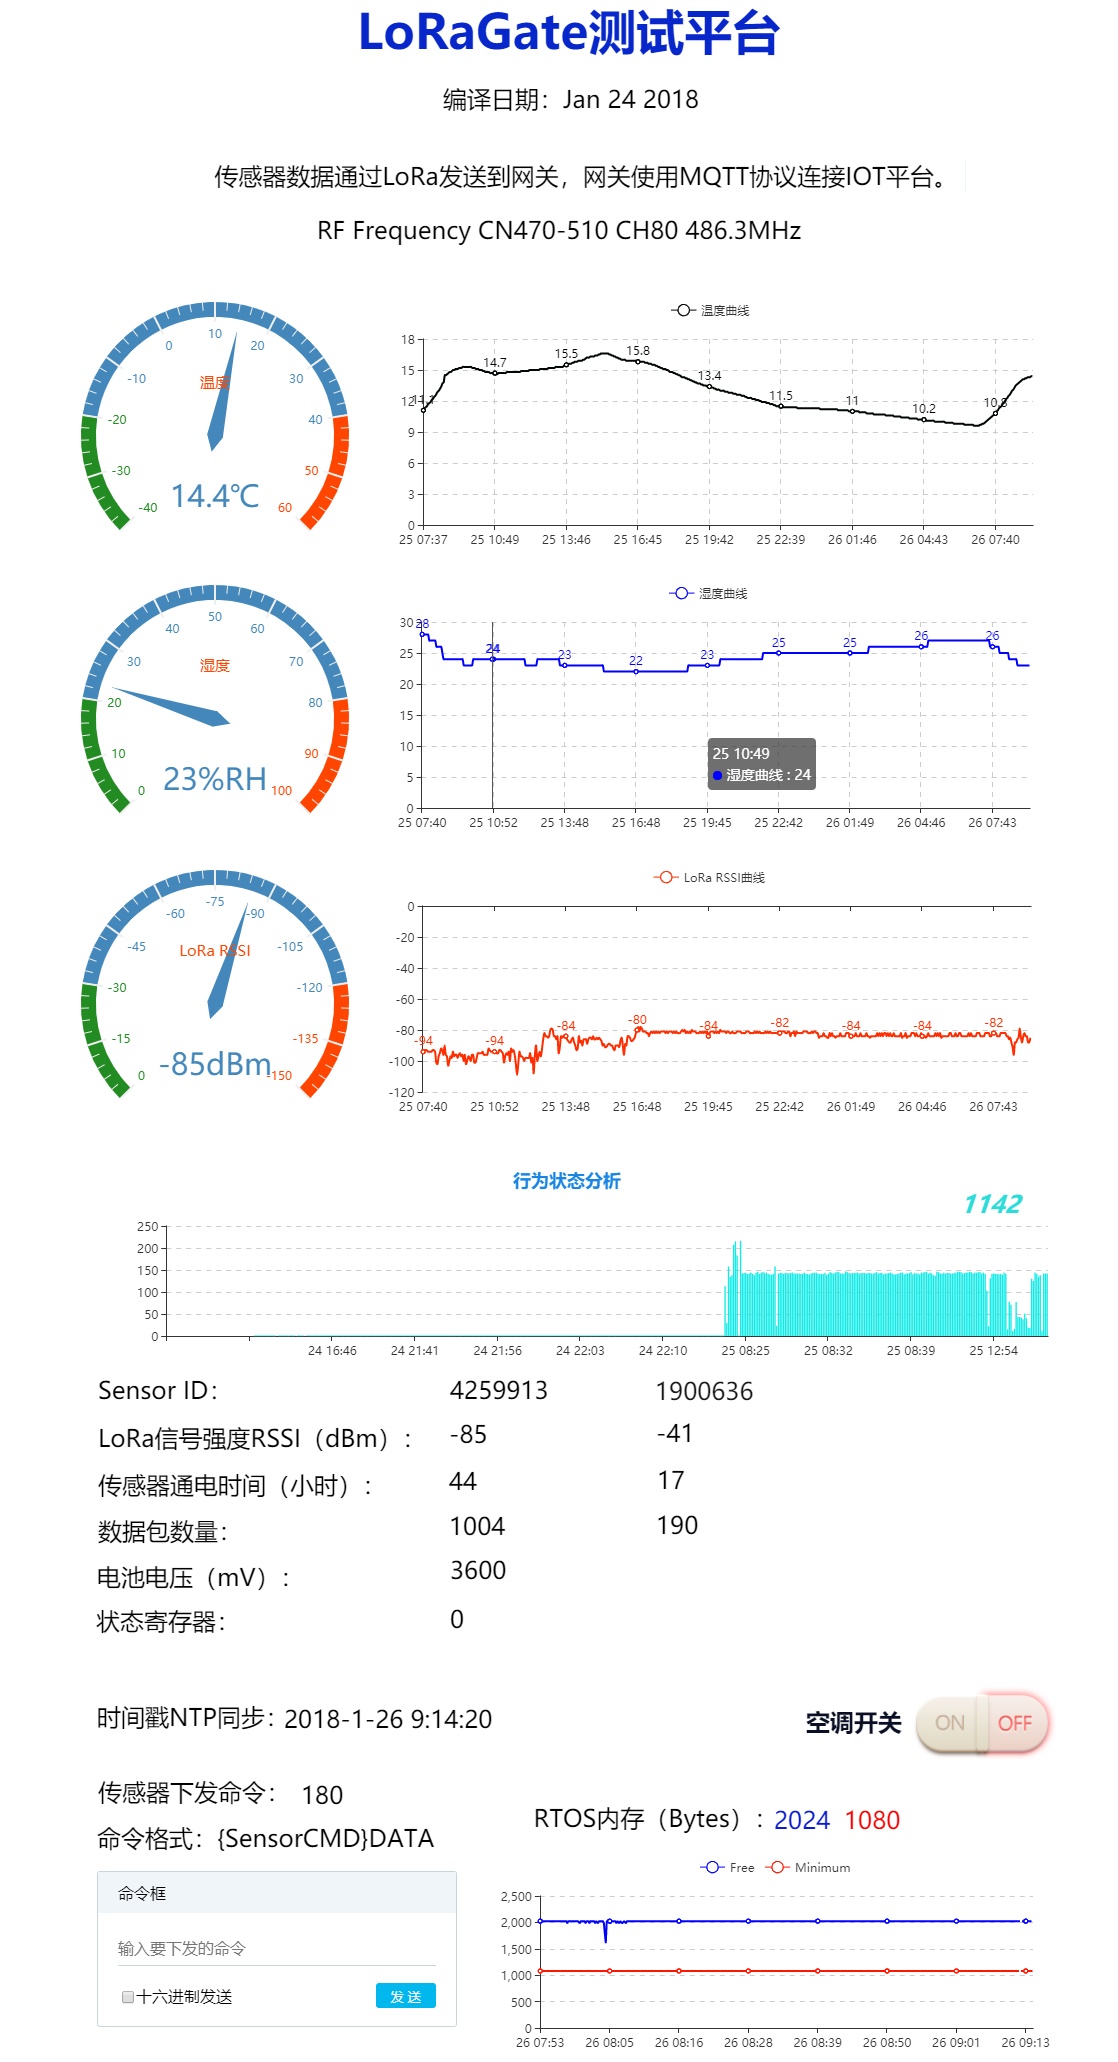 LoRaGate测试平台
编译日期：Jan 24 2018
传感器数据通过LoRa发送到网关，网关使用MQTT协议连接IOT平台。
RF Frequency CN470-510 CH80 486.3MHz
-40 -30 -20 -10 0 10 20 30 40 50 60
温度
14.4℃
温度曲线
18
15
12
9
6
3
0
11.1 14.7 15.5 15.8 13.4 11.5 11 10.2 10.8
25 07:37 25 10:49 25 13:46 25 16:45 25 19:42 25 22:39 26 01:46 26 04:43 26 07:40
0 10 20 30 40 50 60 70 80 90 100
湿度
23%RH
湿度曲线
30
25
20
15
10
5
0
28 24 23 22 23 25 25 26 26
25 10:49
湿度曲线 : 24
25 07:40 25 10:52 25 13:48 25 16:48 25 19:45 25 22:42 26 01:49 26 04:46 26 07:43
0 -15 -30 -45 -60 -75 -90 -105 -120 -135 -150
LoRa RSSI
-85dBm
LoRa RSSI曲线
0
-20
-40
-60
-80
-100
-120
-94 -94 -84 -80 -84 -82 -84 -84 -82
25 07:40 25 10:52 25 13:48 25 16:48 25 19:45 25 22:42 26 01:49 26 04:46 26 07:43
行为状态分析
1142
250
200
150
100
50
0
24 16:46 24 21:41 24 21:56 24 22:03 24 22:10 25 08:25 25 08:32 25 08:39 25 12:54
Sensor ID： 4259913 1900636
LoRa信号强度RSSI（dBm）： -85 -41
传感器通电时间（小时）： 44 17
数据包数量： 1004 190
电池电压（mV）： 3600
状态寄存器： 0
时间戳NTP同步：2018-1-26 9:14:20
空调开关 ON OFF
传感器下发命令： 180
命令格式：{SensorCMD}DATA
命令框
输入要下发的命令
十六进制发送 发 送
RTOS内存（Bytes）：2024 1080
Free Minimum
2,500
2,000
1,500
1,000
500
0
26 07:53 26 08:05 26 08:16 26 08:28 26 08:39 26 08:50 26 09:01 26 09:13